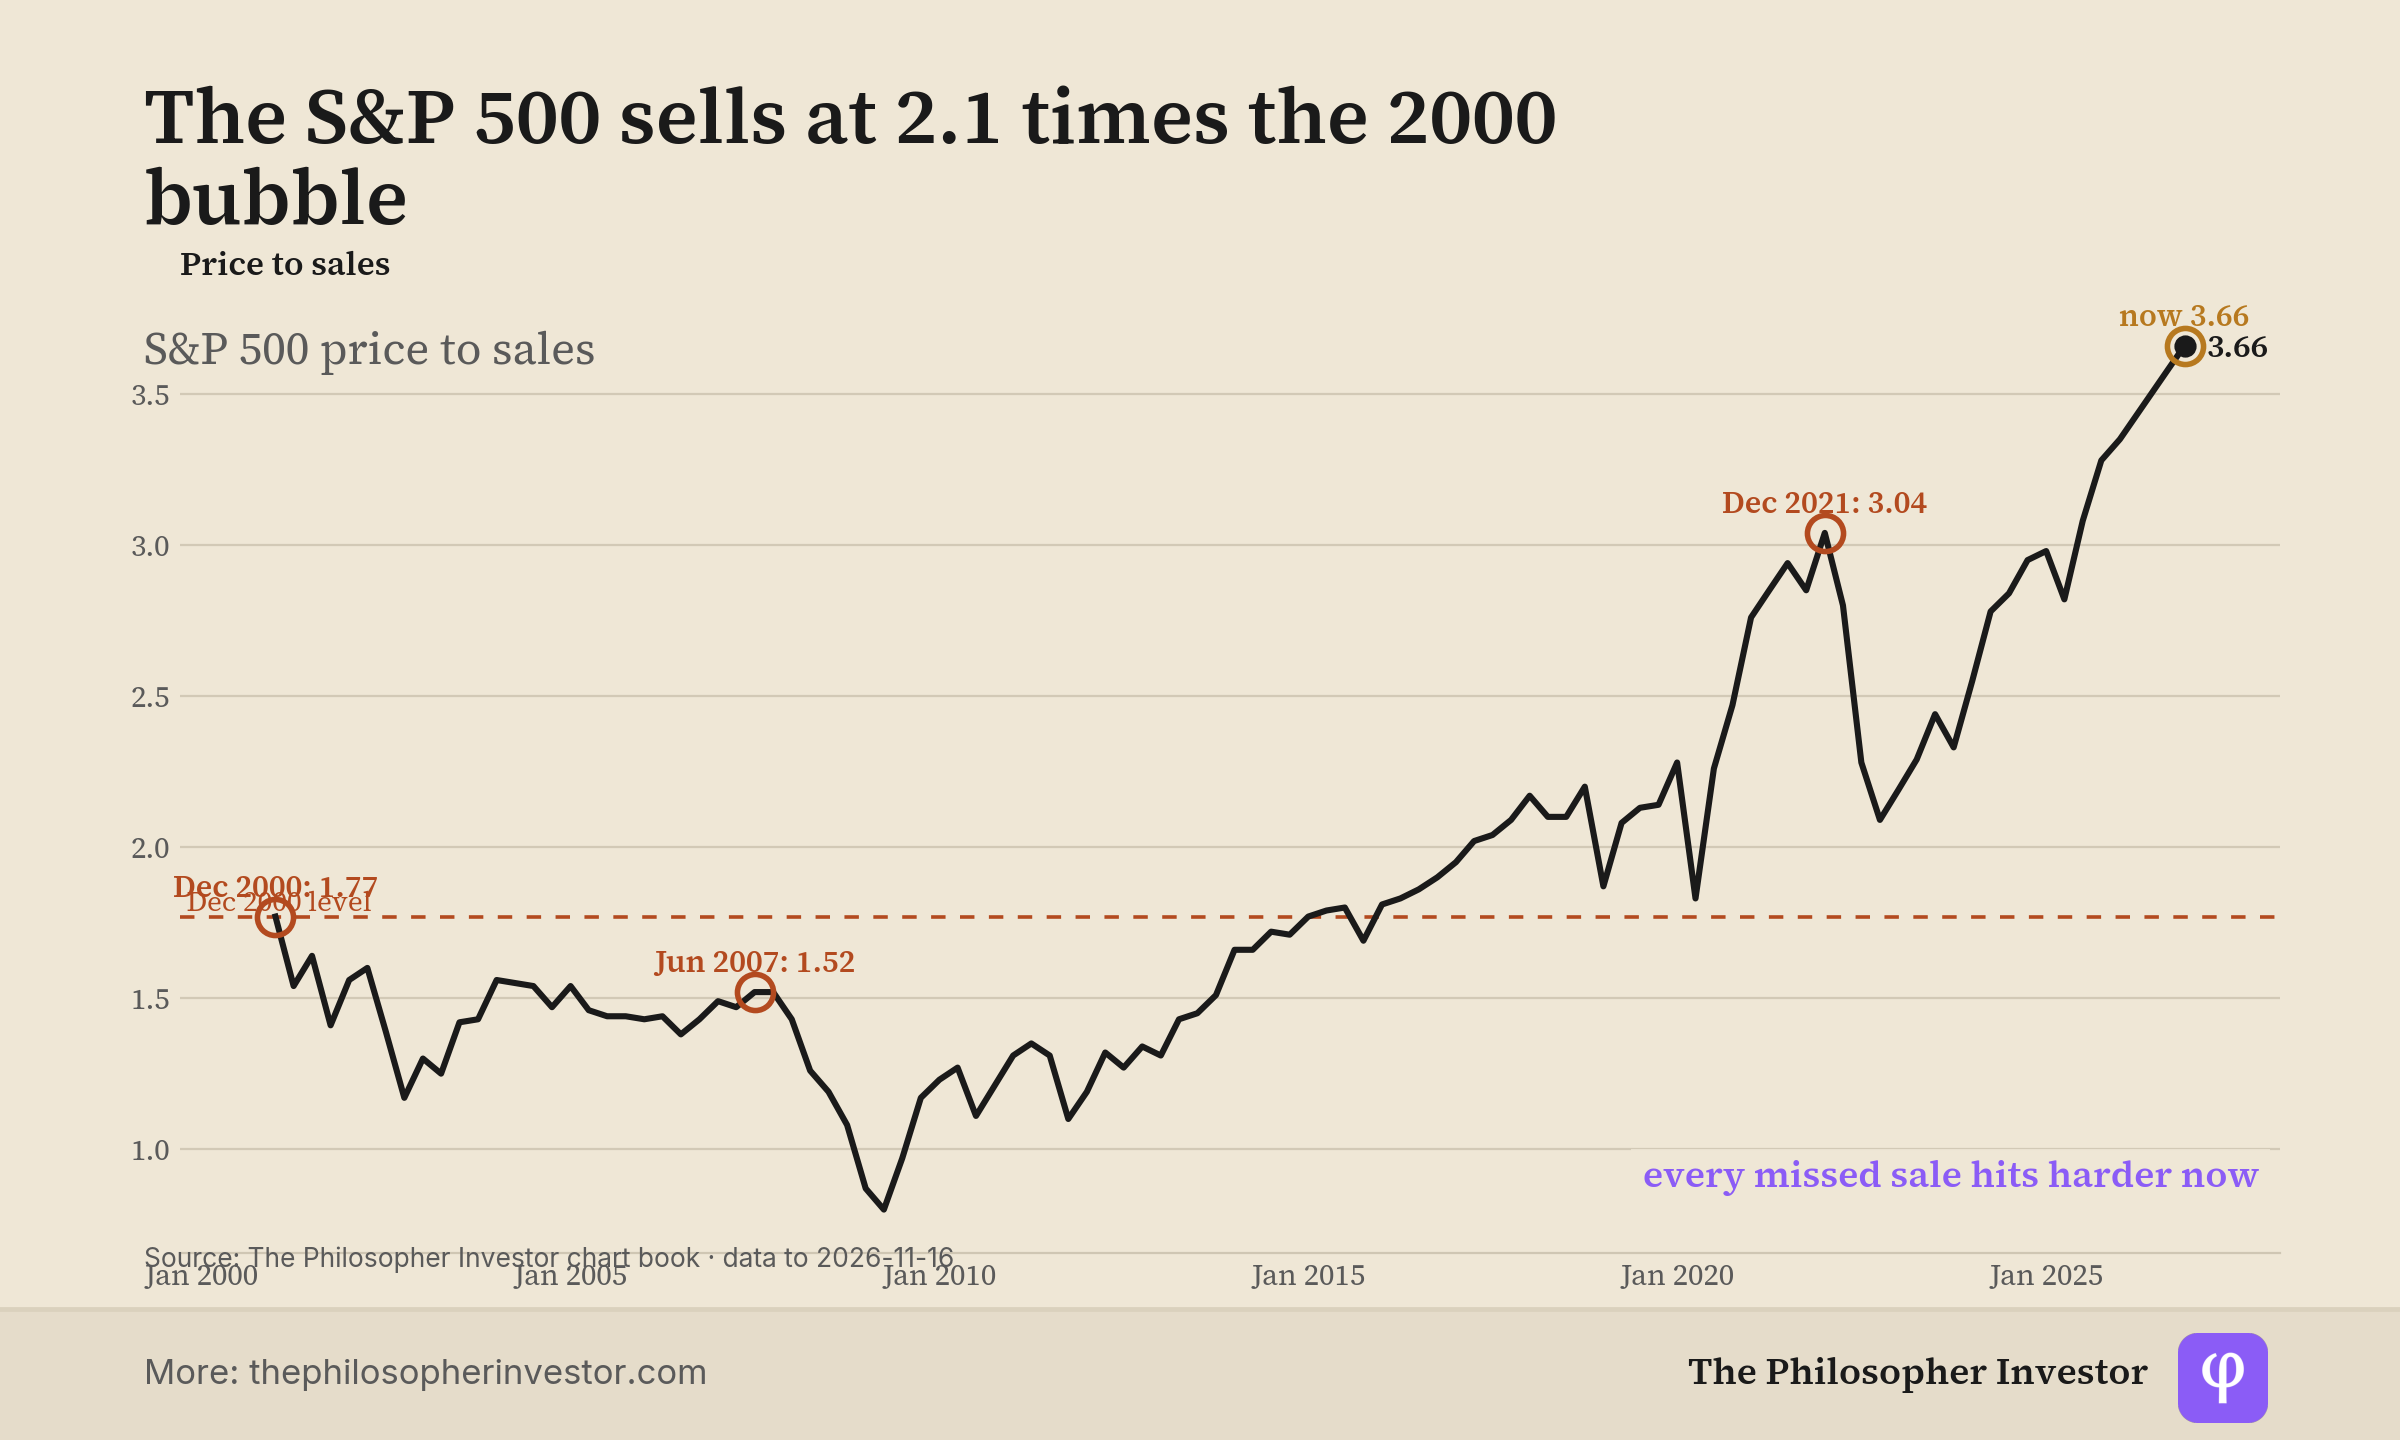 The S&P 500 sells at 2.1 times the 2000
bubble
Price to sales
S&P 500 price to sales
now 3.66
3.66
3.5
Dec 2021: 3.04
3.0
2.5
2.0
Dec 2000: 1.77
Dec 2000 level
Jun 2007: 1.52
1.5
1.0
every missed sale hits harder now
Source: The Philosopher Investor chart book · data to 2026-11-16
Jan 2000 Jan 2005 Jan 2010 Jan 2015 Jan 2020 Jan 2025
More: thephilosopherinvestor.com
The Philosopher Investor φ